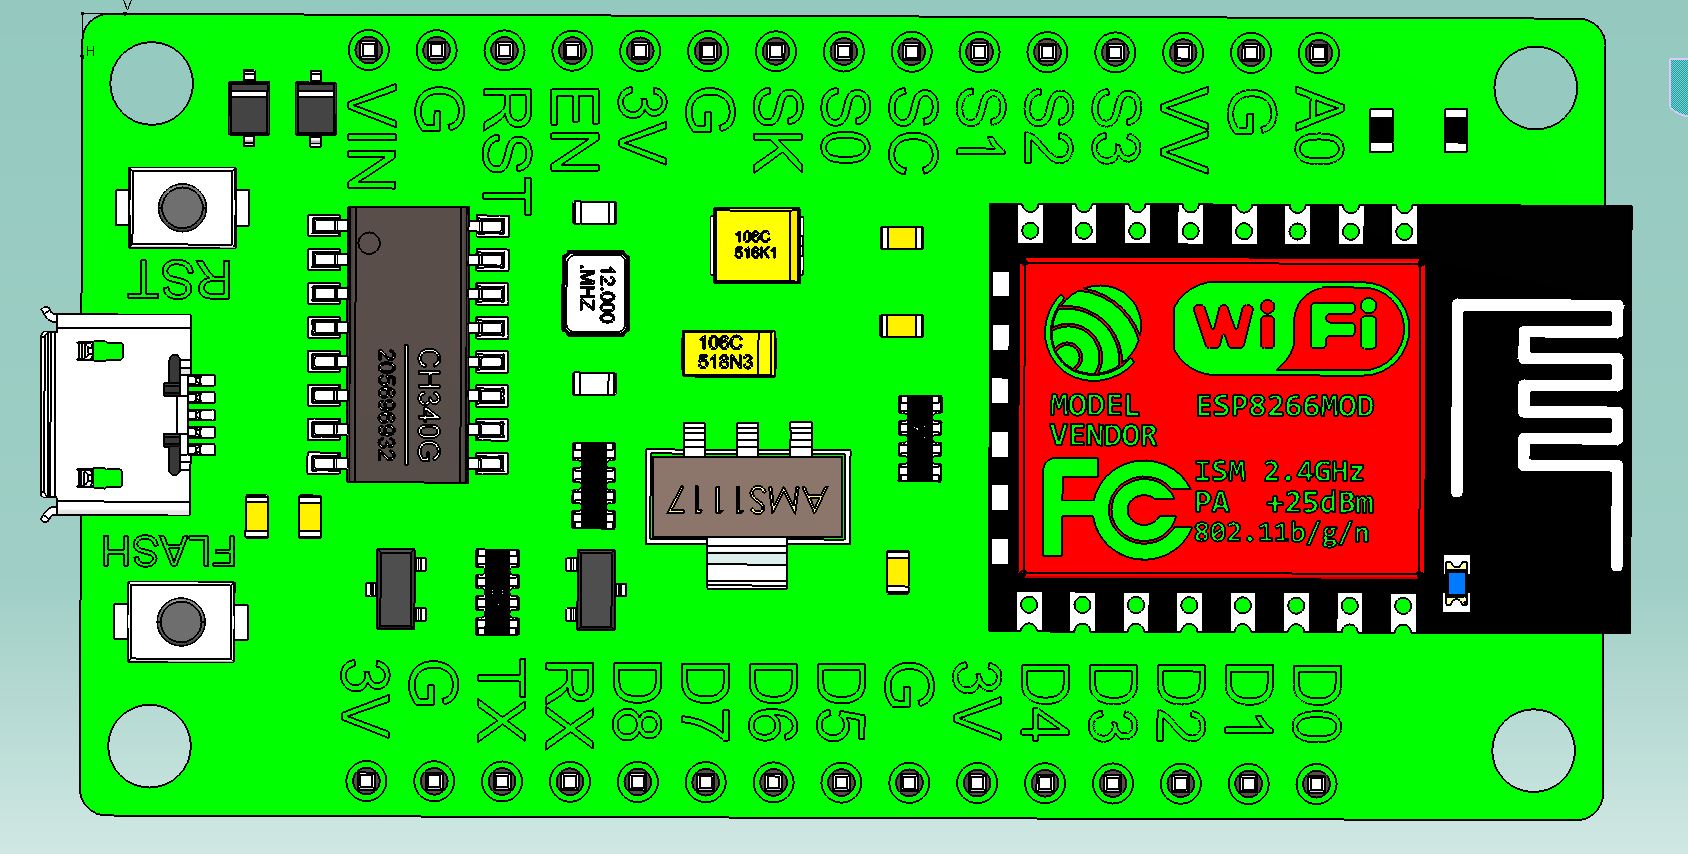 V
H
VIN
G
RST
EN
3V
G
SK
S0
SC
S1
S2
S3
VV
G
A0
RST
12.000
.MHZ
106C
516K1
106C
518N3
CH340G
AMS1117
Wi Fi
MODEL
ESP8266MOD
VENDOR
FC
ISM 2.4GHz
PA +25dBm
802.11b/g/n
FLASH
3V
G
TX
RX
D8
D7
D6
D5
G
3V
D4
D3
D2
D1
D0